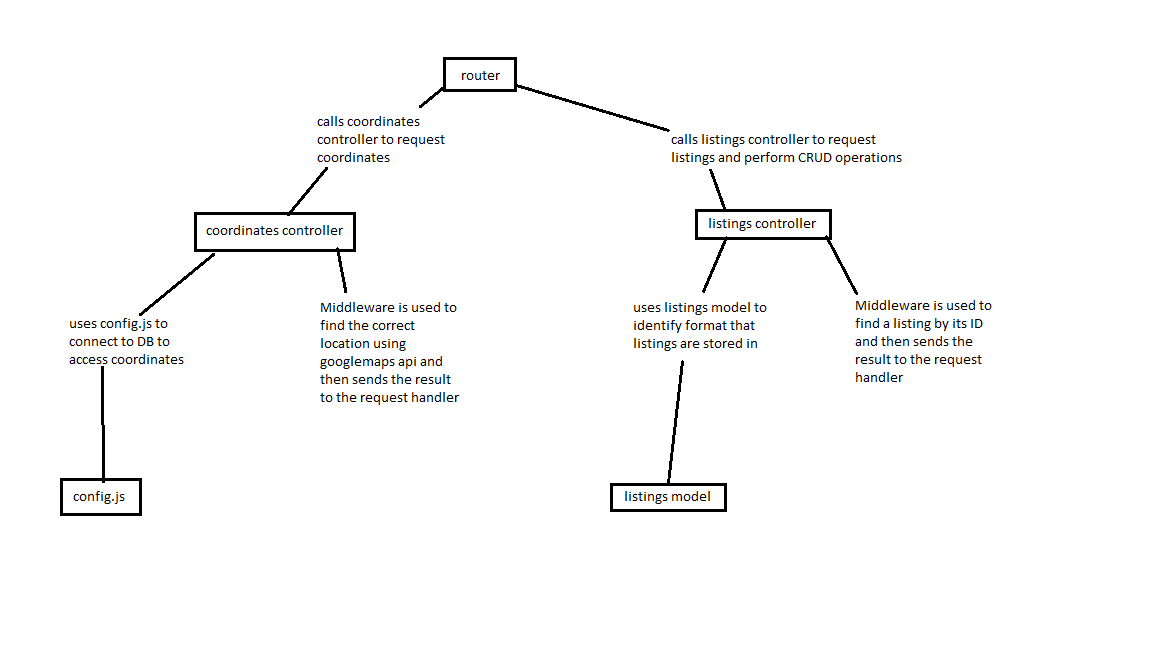 router
calls coordinates
controller to request
coordinates
calls listings controller to request
listings and perform CRUD operations
coordinates controller
listings controller
uses config.js to
connect to DB to
access coordinates
Middleware is used to
find the correct
location using
googlemaps api and
then sends the result
to the request handler
uses listings model to
identify format that
listings are stored in
Middleware is used to
find a listing by its ID
and then sends the
result to the request
handler
config.js
listings model